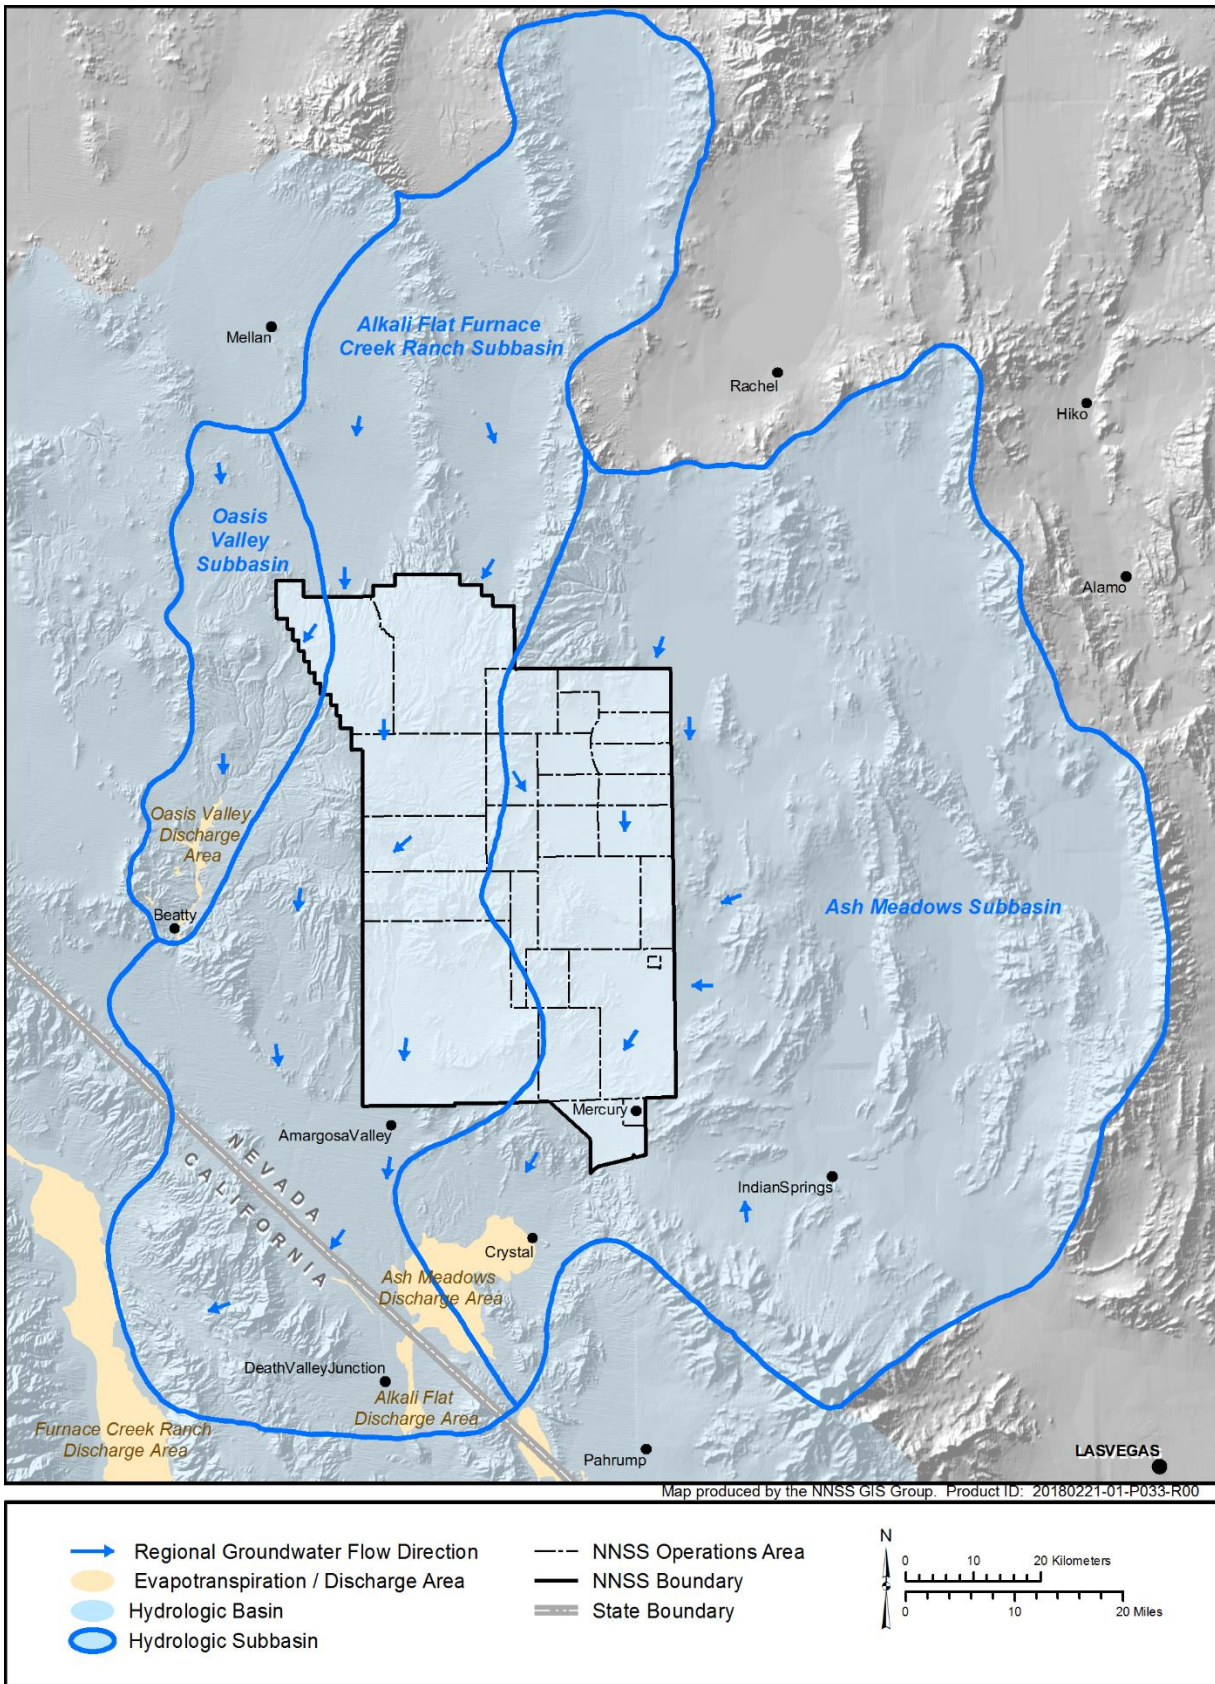 Mellan
Alkali Flat Furnace
Creek Ranch Subbasin
Rachel
Hiko
Oasis
Valley
Subbasin
Alamo
Oasis Valley
Discharge
Area
Ash Meadows Subbasin
Beatty
Mercury
AmargosaValley
NEVADA
CALIFORNIA
IndianSprings
Crystal
Ash Meadows
Discharge Area
DeathValleyJunction
Alkali Flat
Discharge Area
Furnace Creek Ranch
Discharge Area
Pahrump
LASVEGAS
Map produced by the NNSS GIS Group. Product ID: 20180221-01-P033-R00
Regional Groundwater Flow Direction
Evapotranspiration / Discharge Area
Hydrologic Basin
Hydrologic Subbasin
NNSS Operations Area
NNSS Boundary
State Boundary
N
0 10 20 Kilometers
0 10 20 Miles